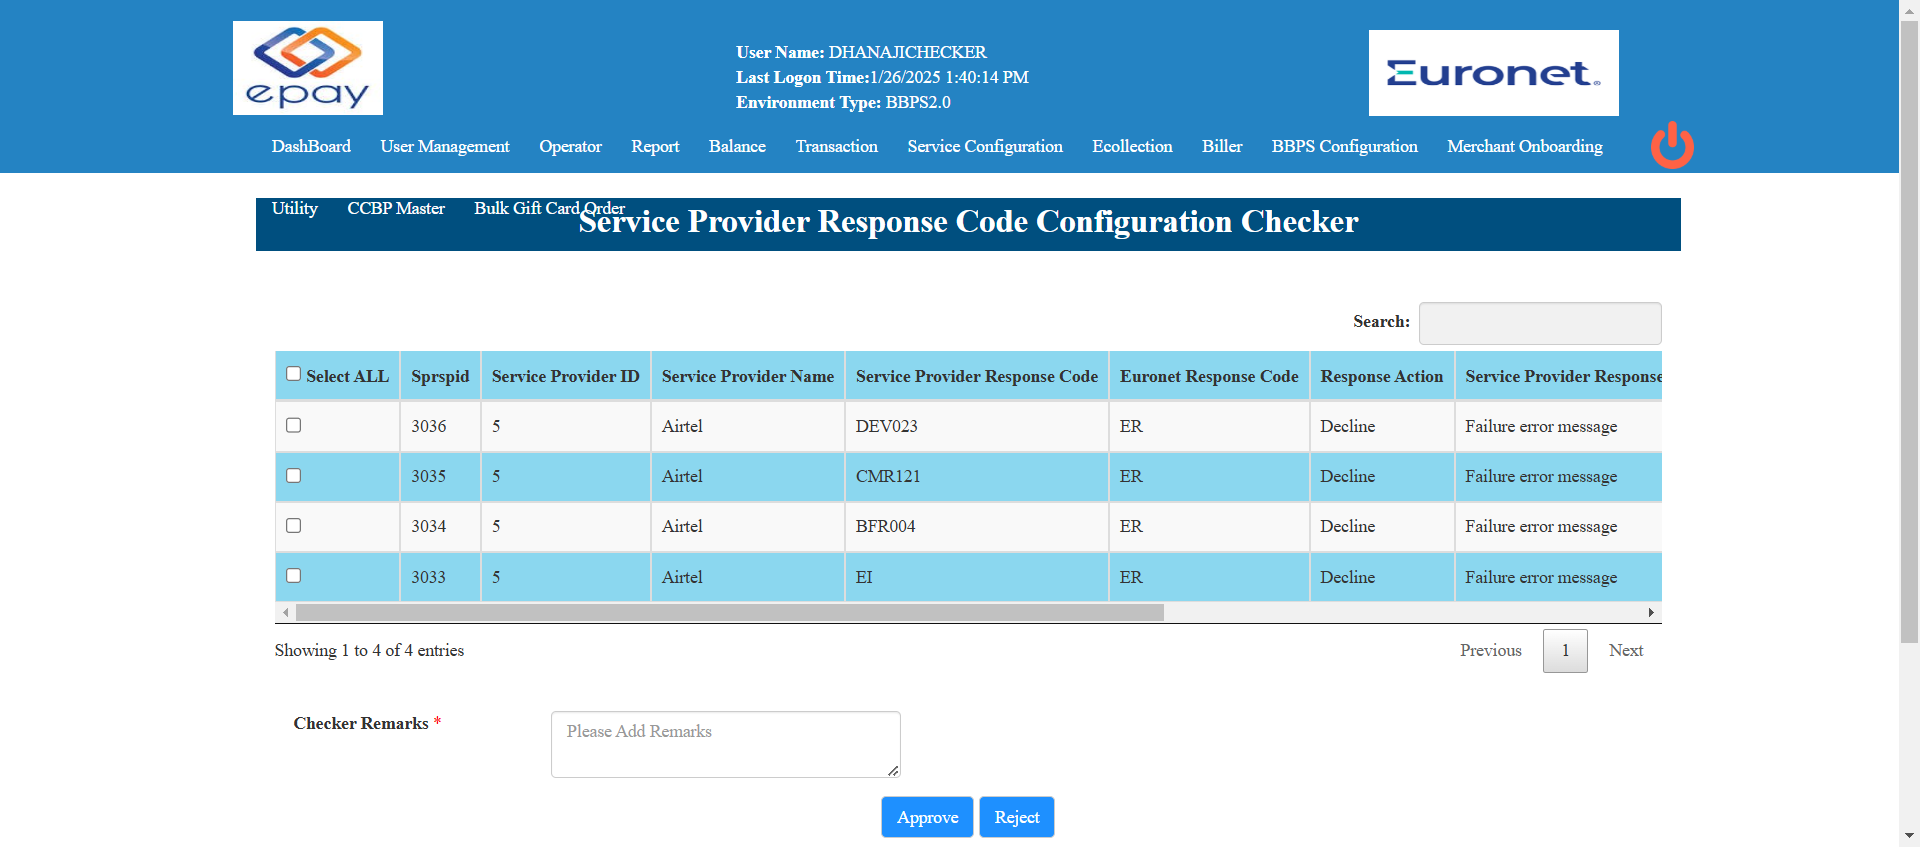 epay
User Name: DHANAJICHECKER
Last Logon Time:1/26/2025 1:40:14 PM
Environment Type: BBPS2.0
Euronet®
DashBoard User Management Operator Report Balance Transaction Service Configuration Ecollection Biller BBPS Configuration Merchant Onboarding
Utility CCBP Master Bulk Gift Card Order
Service Provider Response Code Configuration Checker
Search:
Select ALL Sprspid Service Provider ID Service Provider Name Service Provider Response Code Euronet Response Code Response Action Service Provider Response
3036 5 Airtel DEV023 ER Decline Failure error message
3035 5 Airtel CMR121 ER Decline Failure error message
3034 5 Airtel BFR004 ER Decline Failure error message
3033 5 Airtel EI ER Decline Failure error message
Showing 1 to 4 of 4 entries
Previous 1 Next
Checker Remarks *
Please Add Remarks
Approve Reject